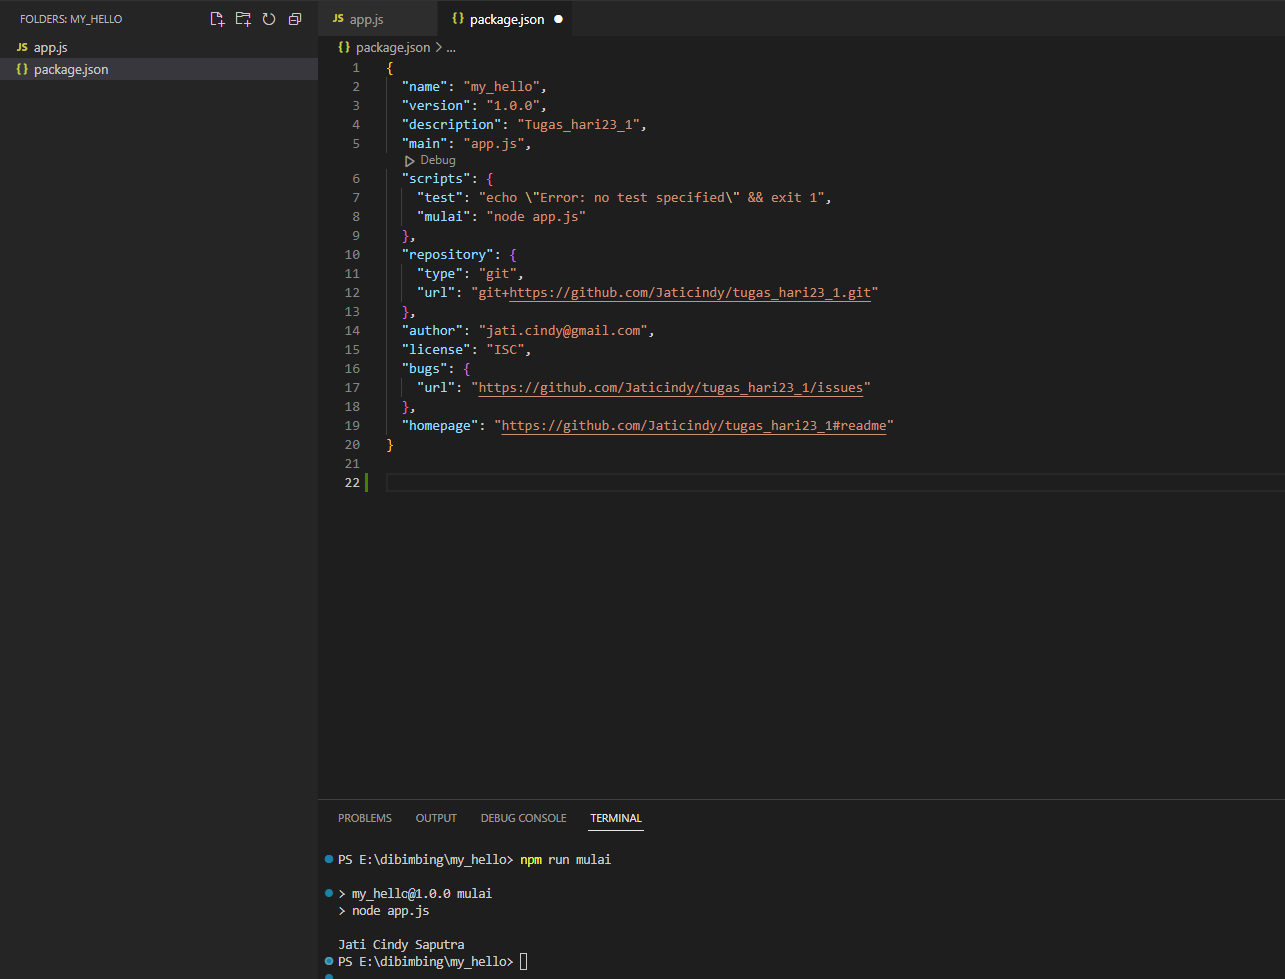 FOLDERS: MY_HELLO
JS app.js
{} package.json
JS app.js
{} package.json
{} package.json > ...
1 {
2 "name": "my_hello",
3 "version": "1.0.0",
4 "description": "Tugas_hari23_1",
5 "main": "app.js",
Debug
6 "scripts": {
7 "test": "echo \"Error: no test specified\" && exit 1",
8 "mulai": "node app.js"
9 },
10 "repository": {
11 "type": "git",
12 "url": "git+https://github.com/Jaticindy/tugas_hari23_1.git"
13 },
14 "author": "jati.cindy@gmail.com",
15 "license": "ISC",
16 "bugs": {
17 "url": "https://github.com/Jaticindy/tugas_hari23_1/issues"
18 },
19 "homepage": "https://github.com/Jaticindy/tugas_hari23_1#readme"
20 }
21
22
PROBLEMS OUTPUT DEBUG CONSOLE TERMINAL
PS E:\dibimbing\my_hello> npm run mulai
> my_hello@1.0.0 mulai
> node app.js
Jati Cindy Saputra
PS E:\dibimbing\my_hello>